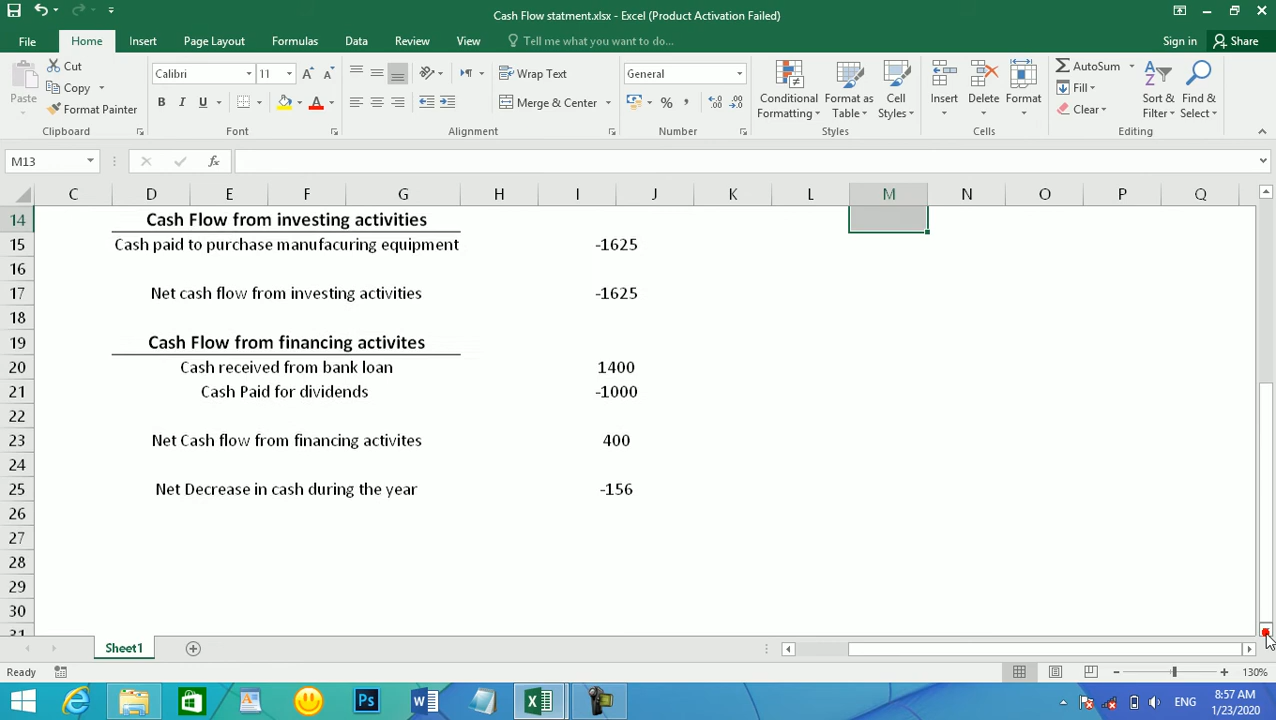 Cash Flow statment.xlsx - Excel (Product Activation Failed)
File Home Insert Page Layout Formulas Data Review View Tell me what you want to do... Sign in Share
Paste
Cut
Copy
Format Painter
Clipboard
Calibri 11
B I U
Font
Wrap Text
Merge & Center
Alignment
General
% ,
Number
Conditional Formatting
Format as Table
Cell Styles
Styles
Insert
Delete
Format
Cells
AutoSum
Fill
Clear
Sort & Filter
Find & Select
Editing
M13 fx
C D E F G H I J K L M N O P Q
14 Cash Flow from investing activities
15 Cash paid to purchase manufacuring equipment -1625
16
17 Net cash flow from investing activities -1625
18
19 Cash Flow from financing activites
20 Cash received from bank loan 1400
21 Cash Paid for dividends -1000
22
23 Net Cash flow from financing activites 400
24
25 Net Decrease in cash during the year -156
26
27
28
29
30
31
Sheet1
Ready 130%
ENG 8:57 AM
1/23/2020